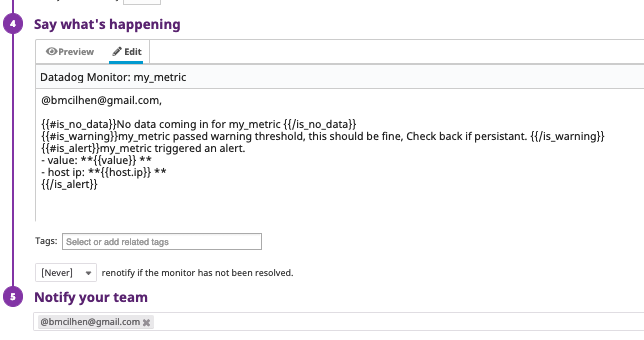 4 Say what's happening
Preview Edit
Datadog Monitor: my_metric
@bmcilhen@gmail.com,
{{#is_no_data}}No data coming in for my_metric {{/is_no_data}}
{{#is_warning}}my_metric passed warning threshold, this should be fine, Check back if persistant. {{/is_warning}}
{{#is_alert}}my_metric triggered an alert.
- value: **{{value}} **
- host ip: **{{host.ip}} **
{{/is_alert}}
Tags: Select or add related tags
[Never] renotify if the monitor has not been resolved.
5 Notify your team
@bmcilhen@gmail.com